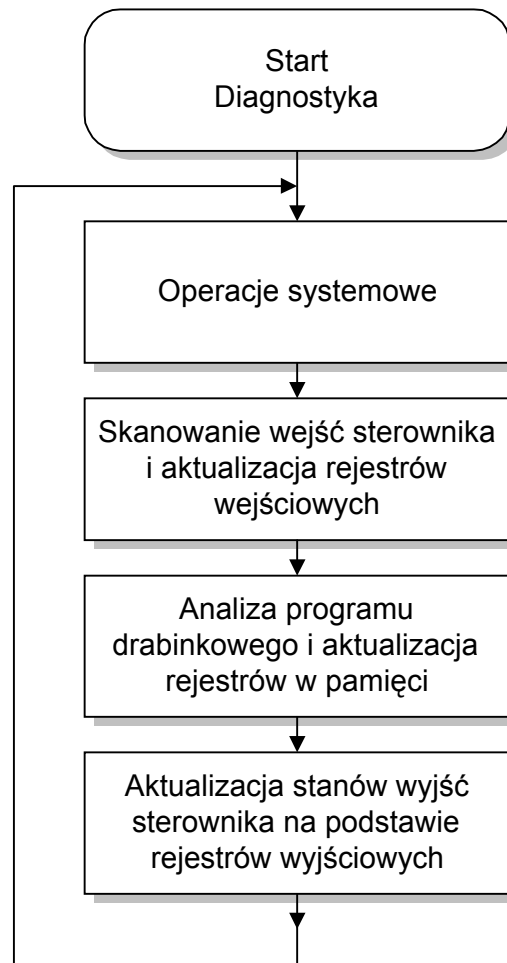 Start
Diagnostyka
Operacje systemowe
Skanowanie wejść sterownika
i aktualizacja rejestrów
wejściowych
Analiza programu
drabinkowego i aktualizacja
rejestrów w pamięci
Aktualizacja stanów wyjść
sterownika na podstawie
rejestrów wyjściowych